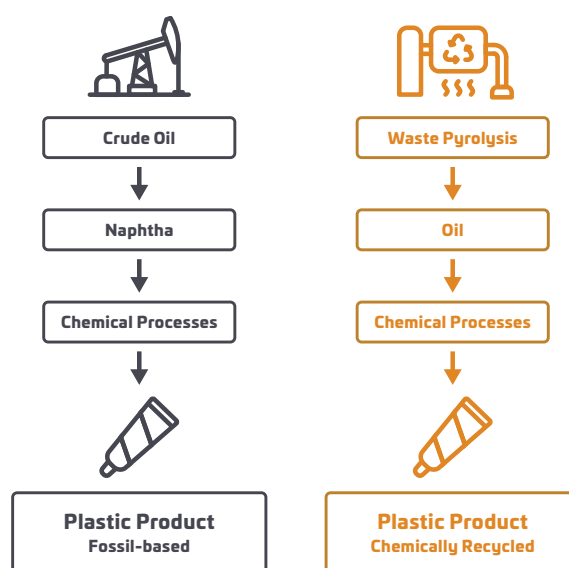 Crude Oil
Naphtha
Chemical Processes
Plastic Product
Fossil-based
Waste Pyrolysis
Oil
Chemical Processes
Plastic Product
Chemically Recycled